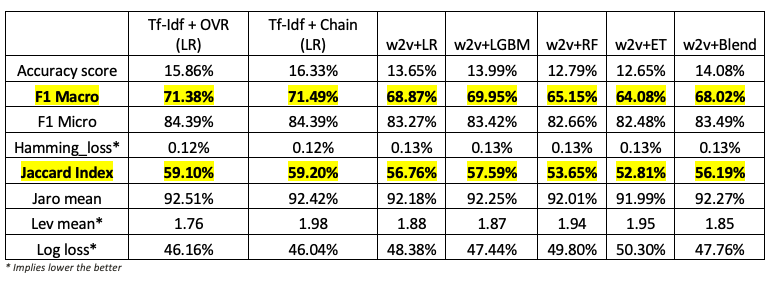 Tf-Idf + OVR (LR) Tf-Idf + Chain (LR) w2v+LR w2v+LGBM w2v+RF w2v+ET w2v+Blend
Accuracy score 15.86% 16.33% 13.65% 13.99% 12.79% 12.65% 14.08%
F1 Macro 71.38% 71.49% 68.87% 69.95% 65.15% 64.08% 68.02%
F1 Micro 84.39% 84.39% 83.27% 83.42% 82.66% 82.48% 83.49%
Hamming_loss* 0.12% 0.12% 0.13% 0.13% 0.13% 0.13% 0.13%
Jaccard Index 59.10% 59.20% 56.76% 57.59% 53.65% 52.81% 56.19%
Jaro mean 92.51% 92.42% 92.18% 92.25% 92.01% 91.99% 92.27%
Lev mean* 1.76 1.98 1.88 1.87 1.94 1.95 1.85
Log loss* 46.16% 46.04% 48.38% 47.44% 49.80% 50.30% 47.76%
* Implies lower the better